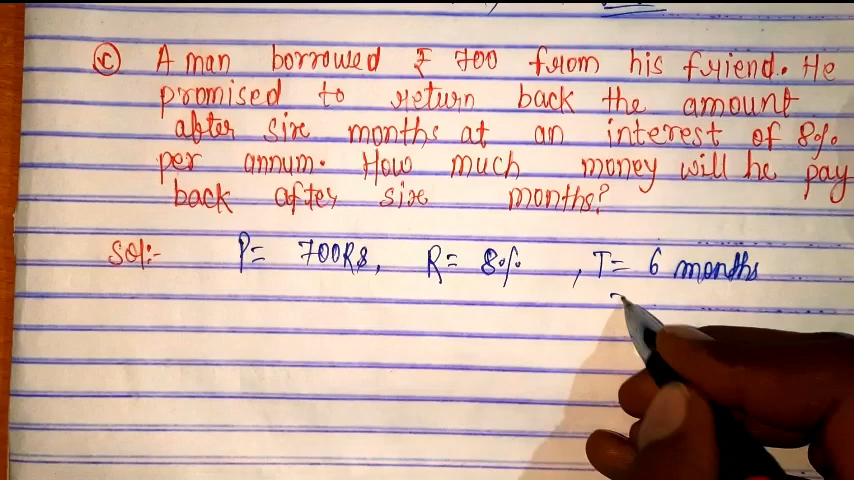 c A man borrowed ₹ 700 from his friend. He
promised to return back the amount
after six months at an interest of 8%
per annum. How much money will he pay
back after six months?
Sol:- P= 700RS, R= 8% , T= 6 months